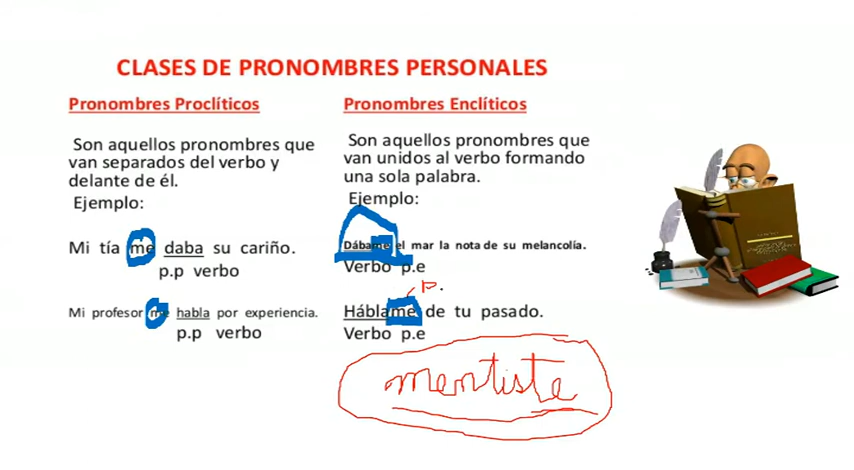 CLASES DE PRONOMBRES PERSONALES
Pronombres Proclíticos
Son aquellos pronombres que
van separados del verbo y
delante de él.
Ejemplo:
Mi tía me daba su cariño.
p.p verbo
Mi profesor me habla por experiencia.
p.p verbo
Pronombres Enclíticos
Son aquellos pronombres que
van unidos al verbo formando
una sola palabra.
Ejemplo:
Dábame el mar la nota de su melancolía.
Verbo p.e
P.
Háblame de tu pasado.
Verbo p.e
mentiste